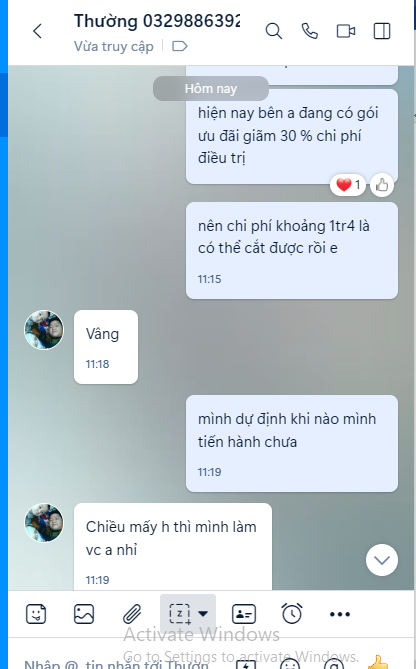 Thường 0329886392
Vừa truy cập
Hôm nay
hiện nay bên a đang có gói
ưu đãi giãm 30 % chi phí
điều trị
1
nên chi phí khoảng 1tr4 là
có thể cắt được rồi e
11:15
Vâng
11:18
mình dự định khi nào mình
tiến hành chưa
11:19
Chiều mấy h thì mình làm
vc a nhỉ
11:19
Activate Windows
Go to Settings to activate Windows.
Nhập @, tin nhắn tới Thườn